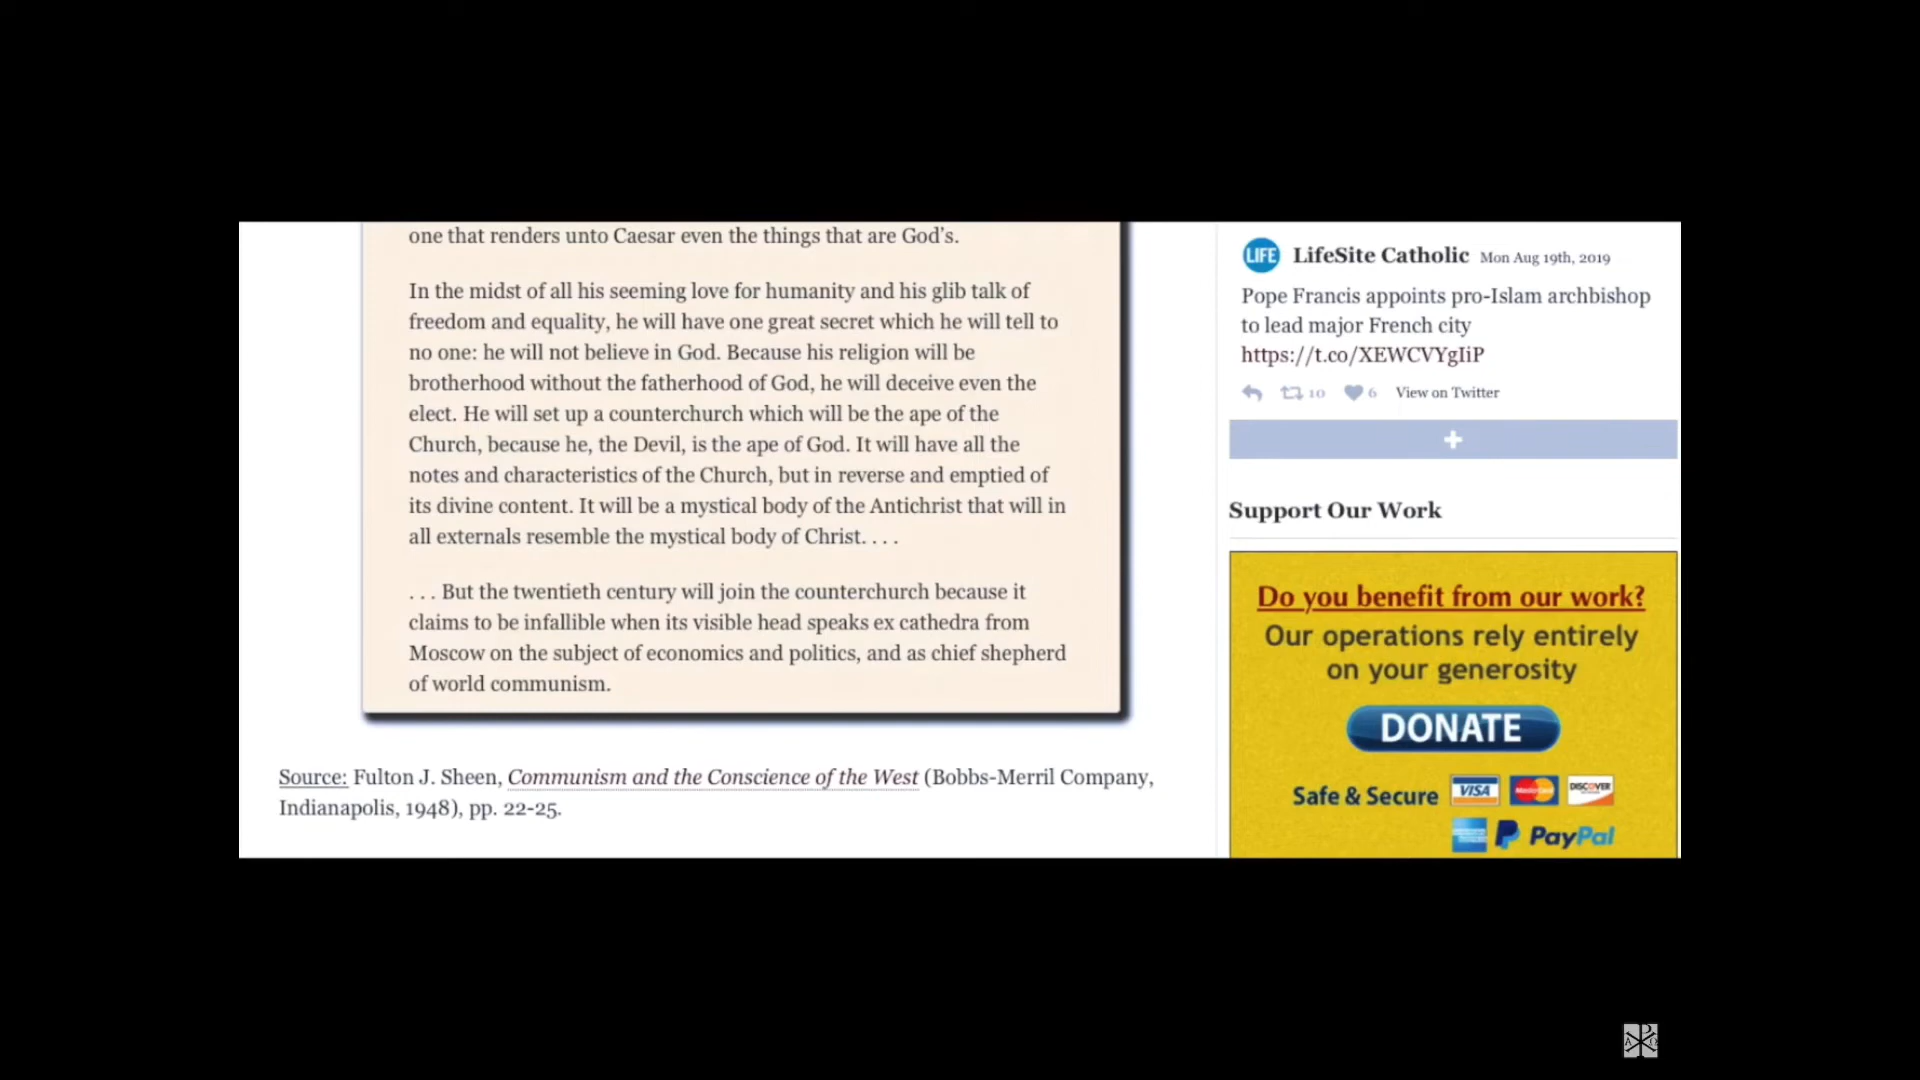 one that renders unto Caesar even the things that are God's.
In the midst of all his seeming love for humanity and his glib talk of
freedom and equality, he will have one great secret which he will tell to
no one: he will not believe in God. Because his religion will be
brotherhood without the fatherhood of God, he will deceive even the
elect. He will set up a counterchurch which will be the ape of the
Church, because he, the Devil, is the ape of God. It will have all the
notes and characteristics of the Church, but in reverse and emptied of
its divine content. It will be a mystical body of the Antichrist that will in
all externals resemble the mystical body of Christ. . . .
. . . But the twentieth century will join the counterchurch because it
claims to be infallible when its visible head speaks ex cathedra from
Moscow on the subject of economics and politics, and as chief shepherd
of world communism.
Source: Fulton J. Sheen, Communism and the Conscience of the West (Bobbs-Merril Company,
Indianapolis, 1948), pp. 22-25.
LIFE LifeSite Catholic Mon Aug 19th, 2019
Pope Francis appoints pro-Islam archbishop
to lead major French city
https://t.co/XEWCVYgIiP
10 6 View on Twitter
Support Our Work
Do you benefit from our work?
Our operations rely entirely
on your generosity
DONATE
Safe & Secure VISA MasterCard DISCOVER
PayPal